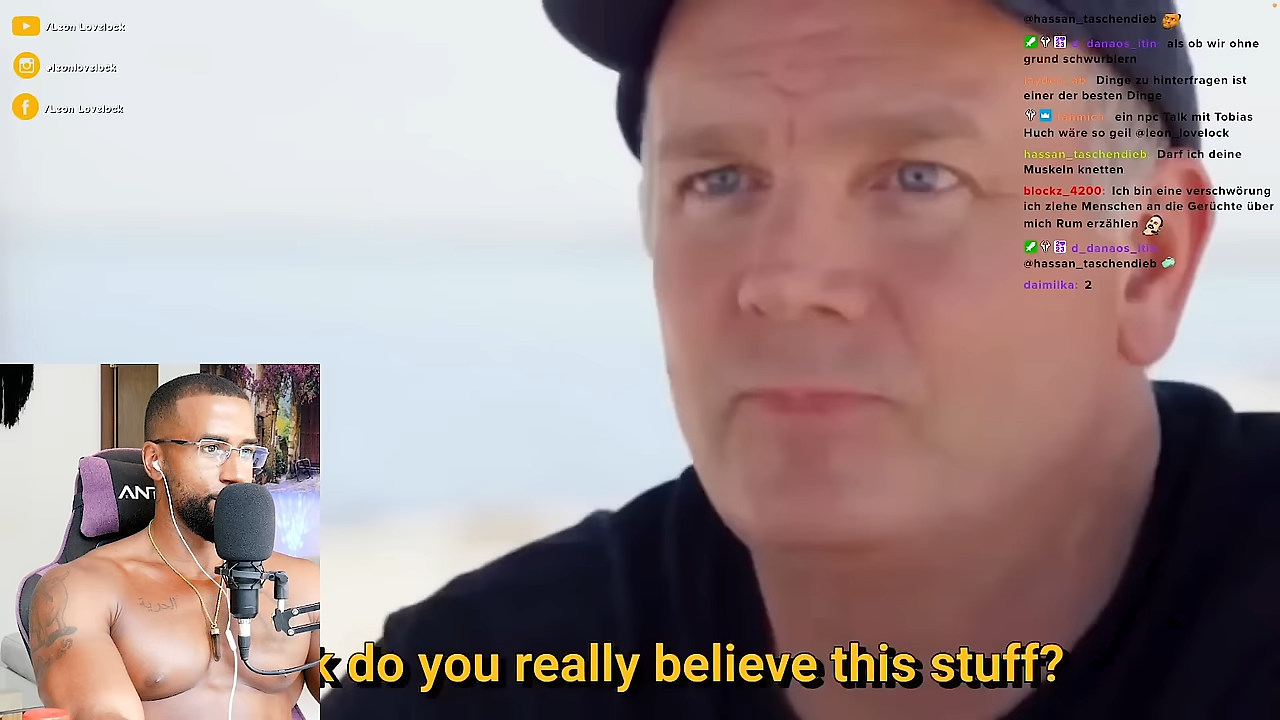 /Leon Lovelock
/Leon Lovelock
@hassan_taschendieb
d_danaos_itin als ob wir ohne
grund schwurblern
Dinge zu hinterfragen ist
einer der besten Dinge
ein npc Talk mit Tobias
Huch wäre so geil @leon_lovelock
hassan_taschendieb: Darf ich deine
Muskeln knetten
blockz_4200: Ich bin eine verschwörung
ich ziehe Menschen an die Gerüchte über
mich Rum erzählen
d_danaos_itin
@hassan_taschendieb
daimilka: 2
ANT
الحرية
k do you really believe this stuff?